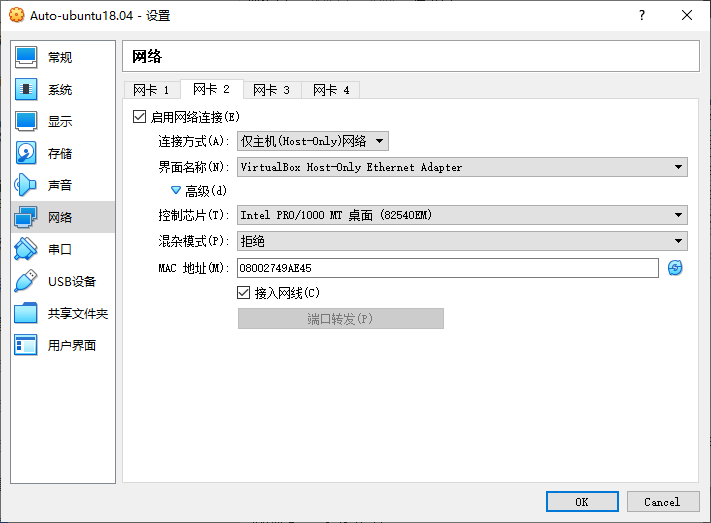 Auto-ubuntu18.04 - 设置
?
常规
系统
显示
存储
声音
网络
串口
USB设备
共享文件夹
用户界面
网络
网卡 1 网卡 2 网卡 3 网卡 4
启用网络连接(E)
连接方式(A): 仅主机(Host-Only)网络
界面名称(N): VirtualBox Host-Only Ethernet Adapter
高级(d)
控制芯片(T): Intel PRO/1000 MT 桌面 (82540EM)
混杂模式(P): 拒绝
MAC 地址(M): 08002749AE45
接入网线(C)
端口转发(P)
OK Cancel